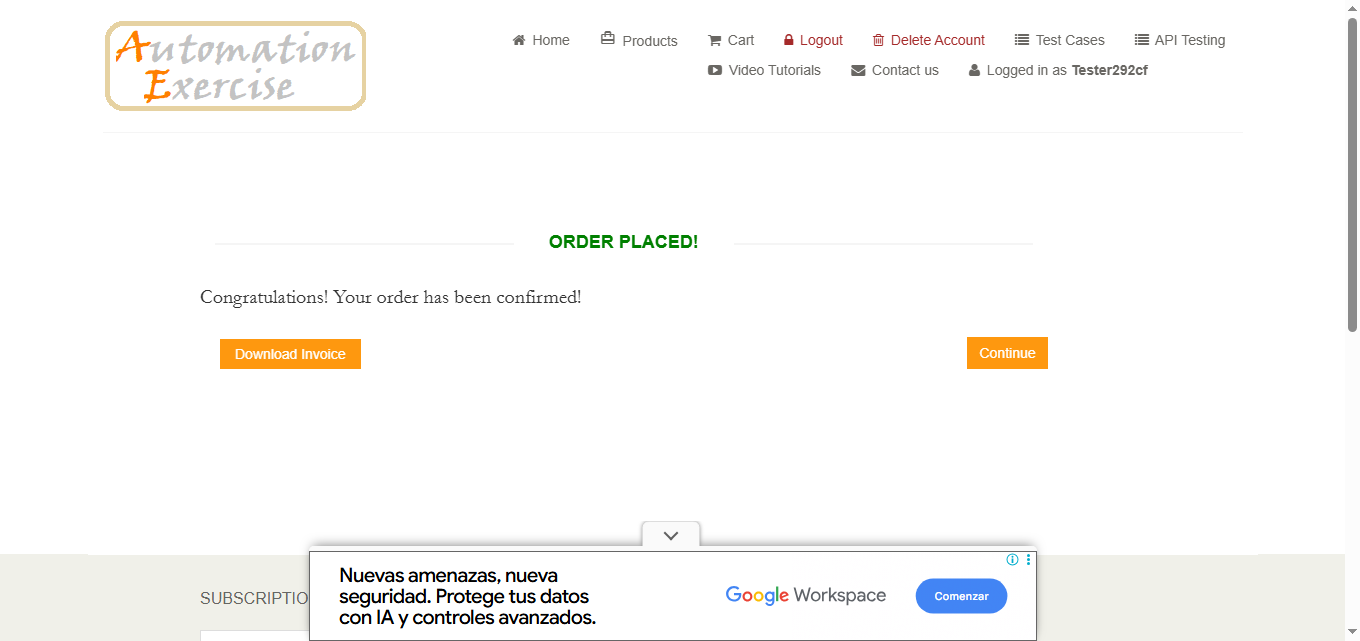 Automation
Exercise
Home Products Cart Logout Delete Account Test Cases API Testing
Video Tutorials Contact us Logged in as Tester292cf
ORDER PLACED!
Congratulations! Your order has been confirmed!
Download Invoice Continue
SUBSCRIPTIO
Nuevas amenazas, nueva
seguridad. Protege tus datos
con IA y controles avanzados.
Google Workspace
Comenzar